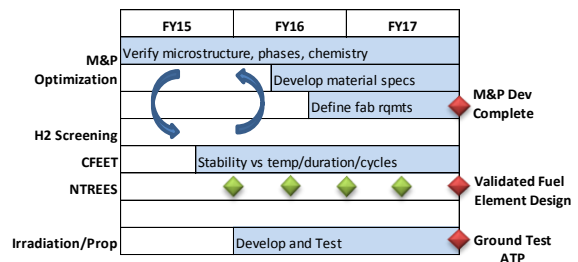 FY15 FY16 FY17
Verify microstructure, phases, chemistry
M&P
Optimization
Develop material specs
Define fab rqmts
M&P Dev
Complete
H2 Screening
CFEET
Stability vs temp/duration/cycles
NTREES
Validated Fuel
Element Design
Irradiation/Prop
Develop and Test
Ground Test
ATP